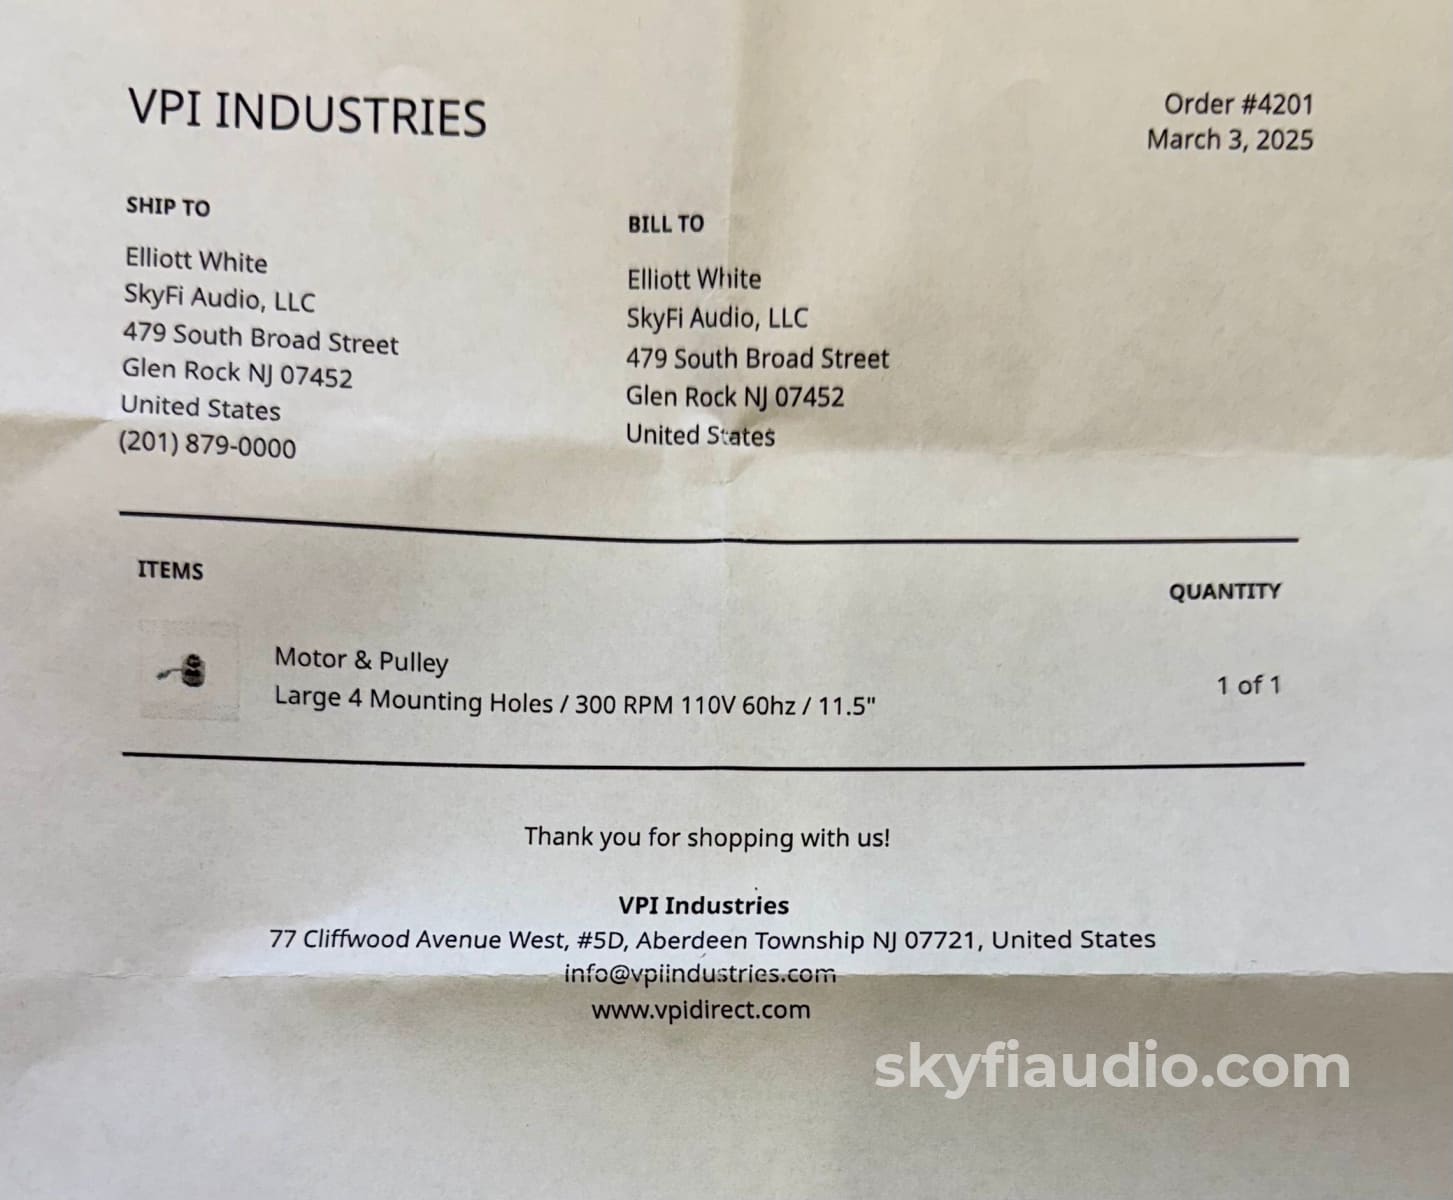 VPI INDUSTRIES
Order #4201
March 3, 2025
SHIP TO
Elliott White
SkyFi Audio, LLC
479 South Broad Street
Glen Rock NJ 07452
United States
(201) 879-0000
BILL TO
Elliott White
SkyFi Audio, LLC
479 South Broad Street
Glen Rock NJ 07452
United States
ITEMS
QUANTITY
Motor & Pulley
Large 4 Mounting Holes / 300 RPM 110V 60hz / 11.5"
1 of 1
Thank you for shopping with us!
VPI Industries
77 Cliffwood Avenue West, #5D, Aberdeen Township NJ 07721, United States
info@vpiindustries.com
www.vpidirect.com
skyfiaudio.com